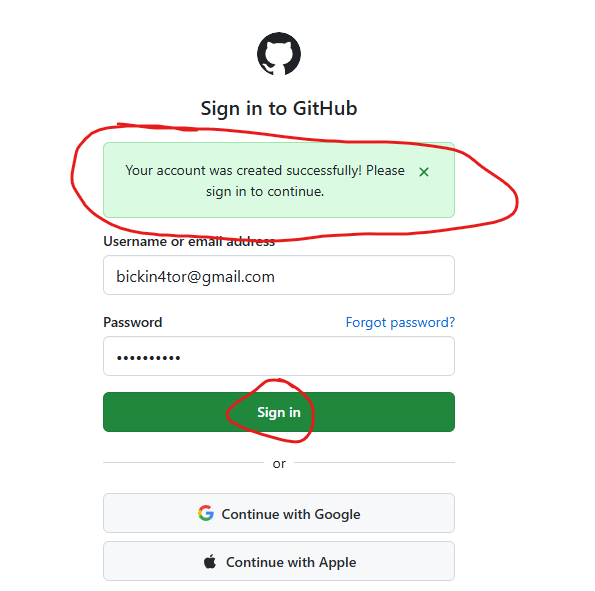 Sign in to GitHub
Your account was created successfully! Please
sign in to continue.
Username or email address
bickin4tor@gmail.com
Password Forgot password?
••••••••••
Sign in
or
Continue with Google
Continue with Apple